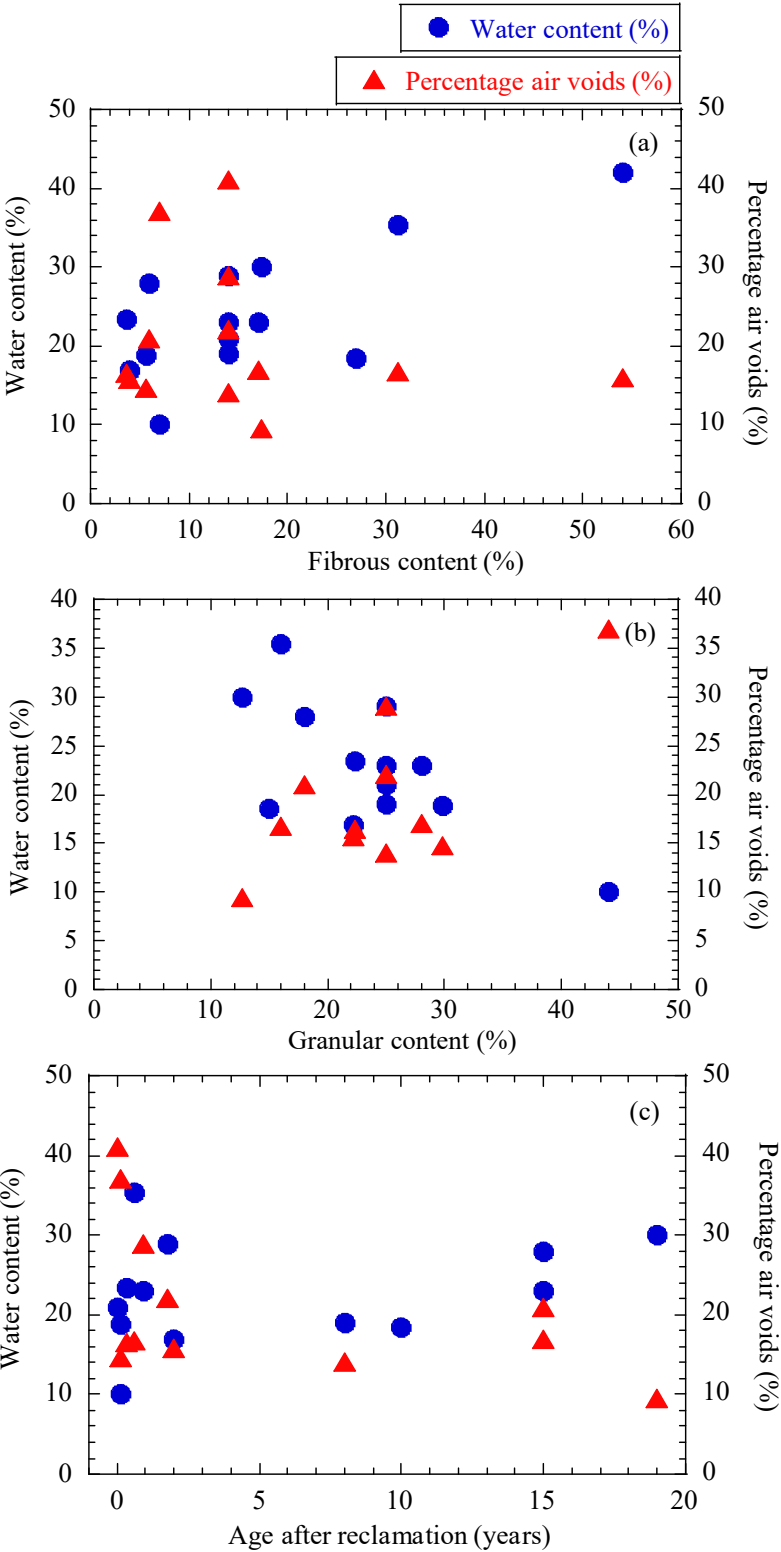 Water content (%)
Percentage air voids (%)
(a)
50 40 30 20 10 0
Water content (%)
50 40 30 20 10 0
Percentage air voids (%)
0 10 20 30 40 50 60
Fibrous content (%)
(b)
40 35 30 25 20 15 10 5 0
Water content (%)
40 35 30 25 20 15 10 5 0
Percentage air voids (%)
0 10 20 30 40 50
Granular content (%)
(c)
50 40 30 20 10 0
Water content (%)
50 40 30 20 10 0
Percentage air voids (%)
0 5 10 15 20
Age after reclamation (years)